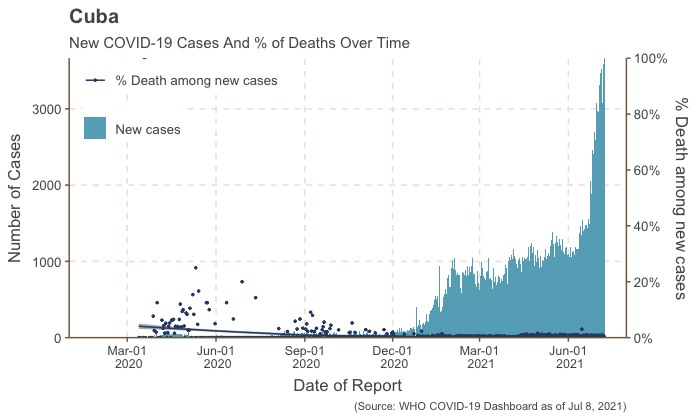 Cuba
New COVID-19 Cases And % of Deaths Over Time
% Death among new cases
New cases
Number of Cases
3000
2000
1000
0
100%
80%
60%
40%
20%
0%
% Death among new cases
Mar-01 2020
Jun-01 2020
Sep-01 2020
Dec-01 2020
Mar-01 2021
Jun-01 2021
Date of Report
(Source: WHO COVID-19 Dashboard as of Jul 8, 2021)